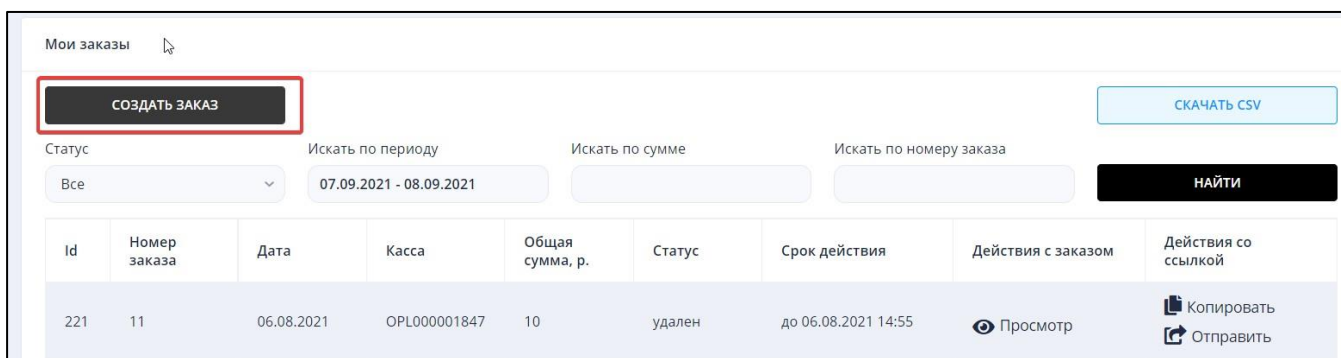 Мои заказы
СОЗДАТЬ ЗАКАЗ
СКАЧАТЬ CSV
Статус Искать по периоду Искать по сумме Искать по номеру заказа
Все 07.09.2021 - 08.09.2021 НАЙТИ
Id Номер заказа Дата Касса Общая сумма, р. Статус Срок действия Действия с заказом Действия со ссылкой
221 11 06.08.2021 OPL000001847 10 удален до 06.08.2021 14:55 Просмотр Копировать
Отправить